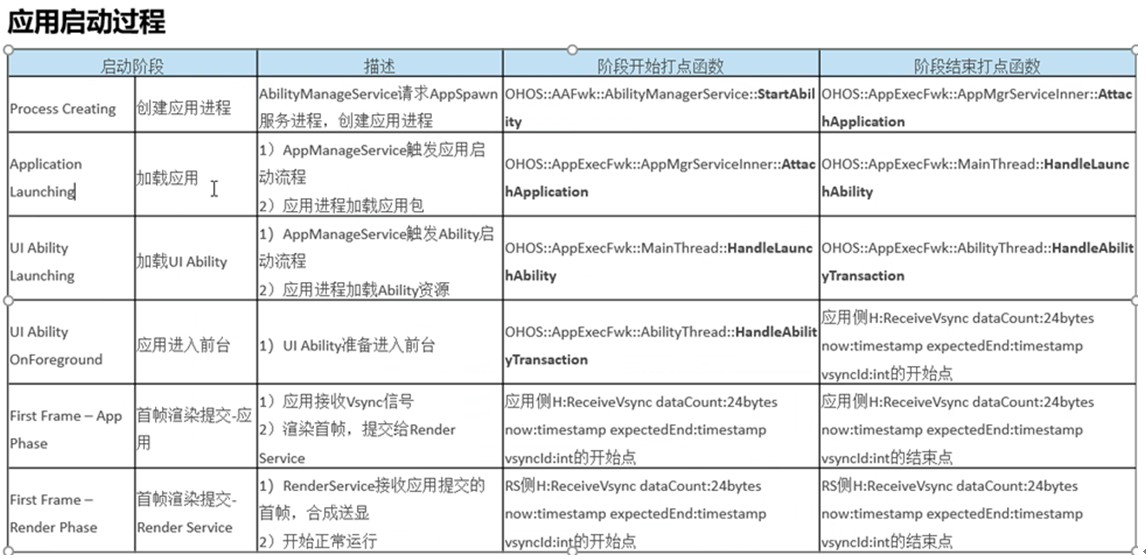 应用启动过程
启动阶段 描述 阶段开始打点函数 阶段结束打点函数
Process Creating
创建应用进程
AbilityManageService请求AppSpawn
服务进程，创建应用进程
OHOS::AAFwk::AbilityManagerService::StartAbil
ity
OHOS::AppExecFwk::AppMgrServiceInner::Attac
hApplication
Application
Launching
加载应用
1）AppManageService触发应用启
动流程
2）应用进程加载应用包
OHOS::AppExecFwk::AppMgrServiceInner::Attac
hApplication
OHOS::AppExecFwk::MainThread::HandleLaunc
hAbility
UI Ability
Launching
加载UI Ability
1）AppManageService触发Ability启
动流程
2）应用进程加载Ability资源
OHOS::AppExecFwk::MainThread::HandleLaunc
hAbility
OHOS::AppExecFwk::AbilityThread::HandleAbilit
yTransaction
UI Ability
OnForeground
应用进入前台
1）UI Ability准备进入前台
OHOS::AppExecFwk::AbilityThread::HandleAbilit
yTransaction
应用侧H:ReceiveVsync dataCount:24bytes
now:timestamp expectedEnd:timestamp
vsyncId:int的开始点
First Frame – App
Phase
首帧渲染提交-应
用
1）应用接收Vsync信号
2）渲染首帧，提交给Render
Service
应用侧H:ReceiveVsync dataCount:24bytes
now:timestamp expectedEnd:timestamp
vsyncId:int的开始点
应用侧H:ReceiveVsync dataCount:24bytes
now:timestamp expectedEnd:timestamp
vsyncId:int的结束点
First Frame –
Render Phase
首帧渲染提交-
Render Service
1）RenderService接收应用提交的
首帧，合成送显
2）开始正常运行
RS侧H:ReceiveVsync dataCount:24bytes
now:timestamp expectedEnd:timestamp
vsyncId:int的开始点
RS侧H:ReceiveVsync dataCount:24bytes
now:timestamp expectedEnd:timestamp
vsyncId:int的结束点